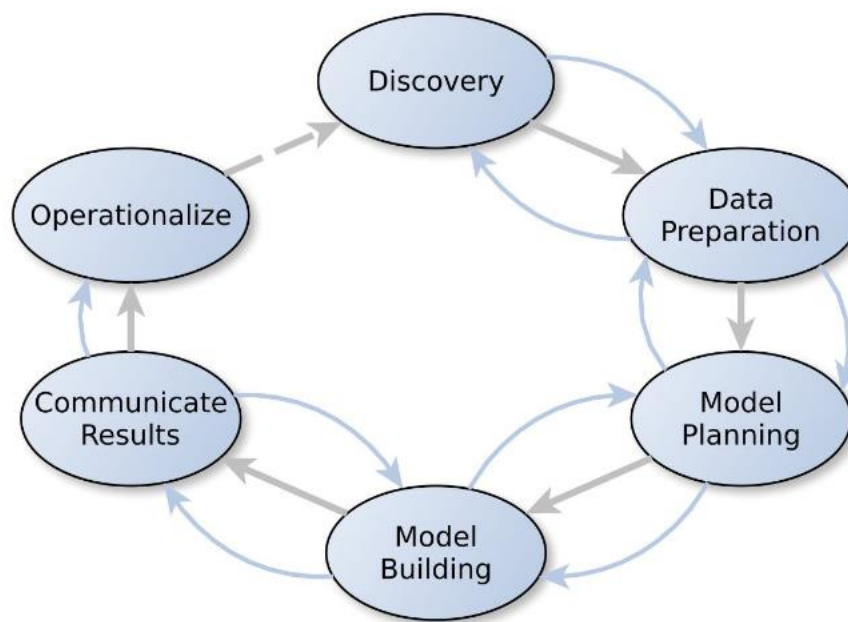 Discovery
Data
Preparation
Model
Planning
Model
Building
Communicate
Results
Operationalize